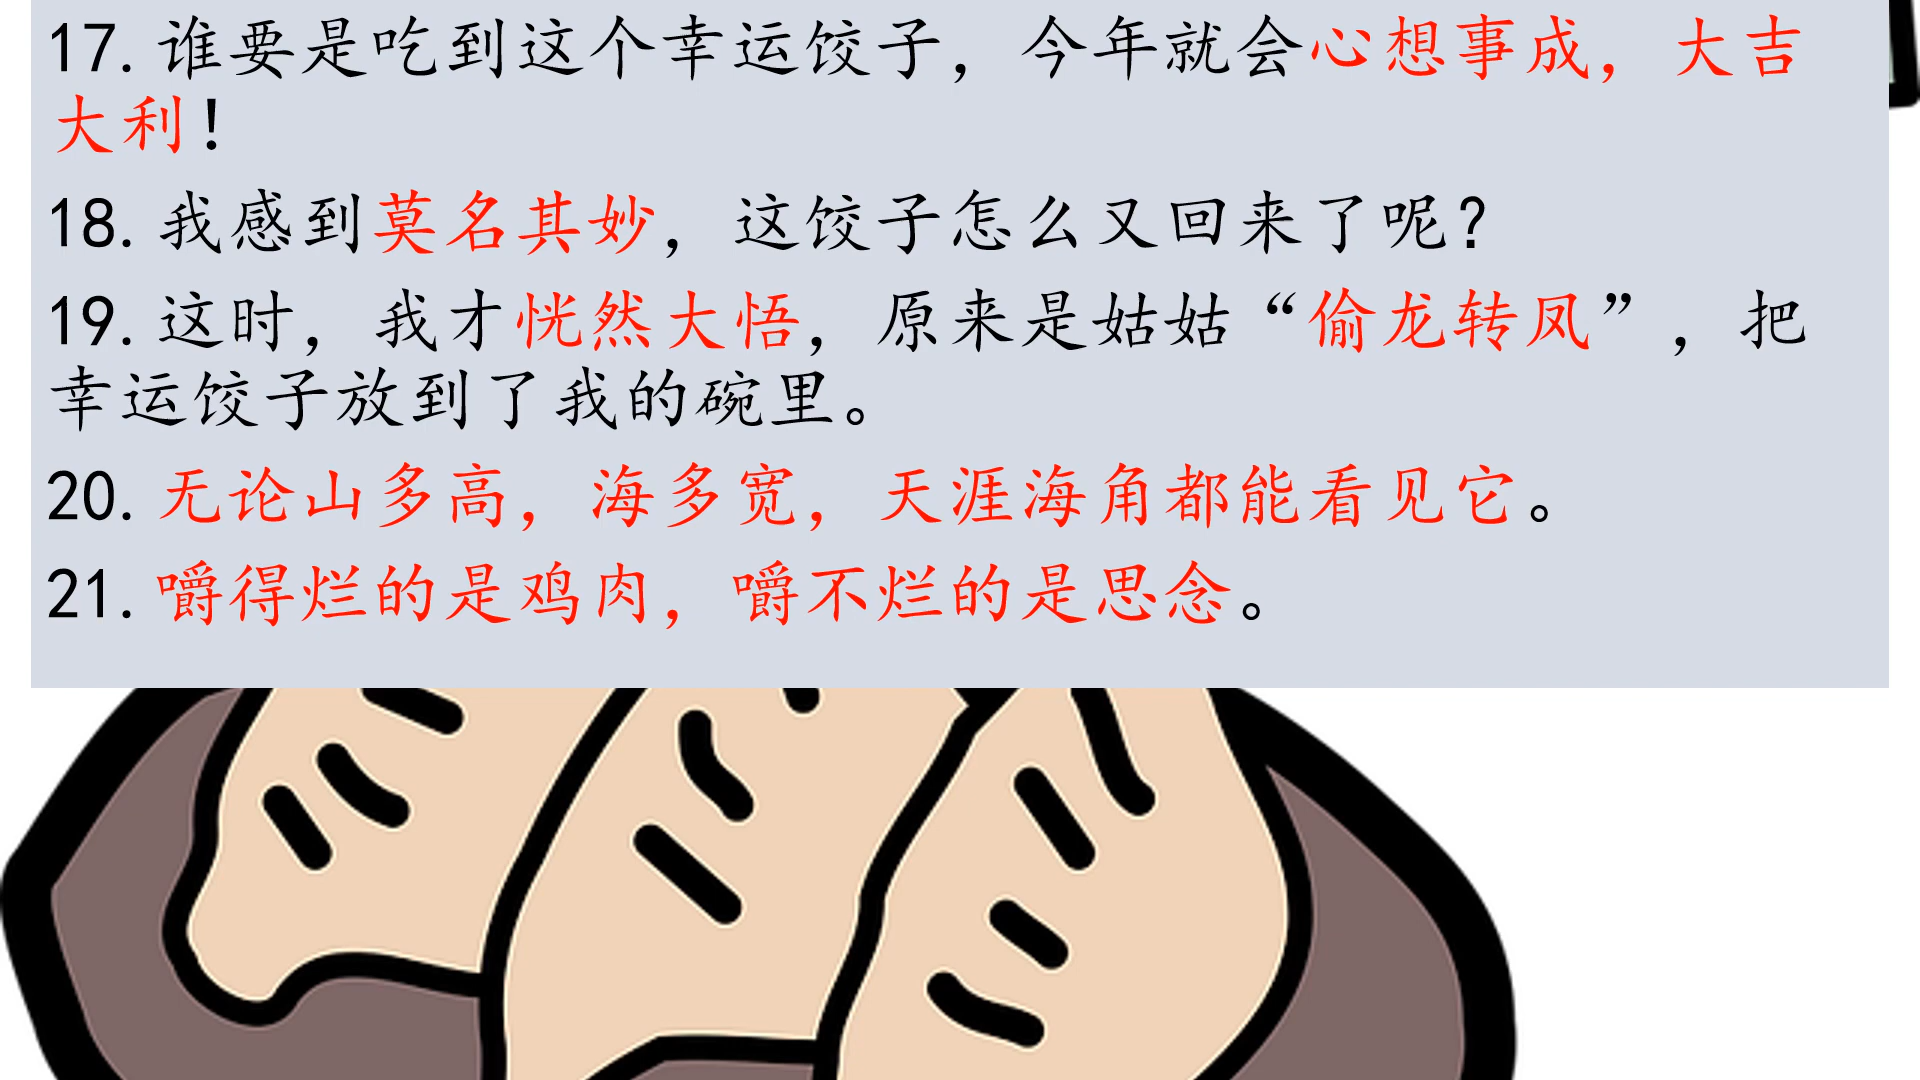 17. 谁要是吃到这个幸运饺子，今年就会心想事成，大吉
大利！
18. 我感到莫名其妙，这饺子怎么又回来了呢？
19. 这时，我才恍然大悟，原来是姑姑“偷龙转凤”，把
幸运饺子放到了我的碗里。
20. 无论山多高，海多宽，天涯海角都能看见它。
21. 嚼得烂的是鸡肉，嚼不烂的是思念。